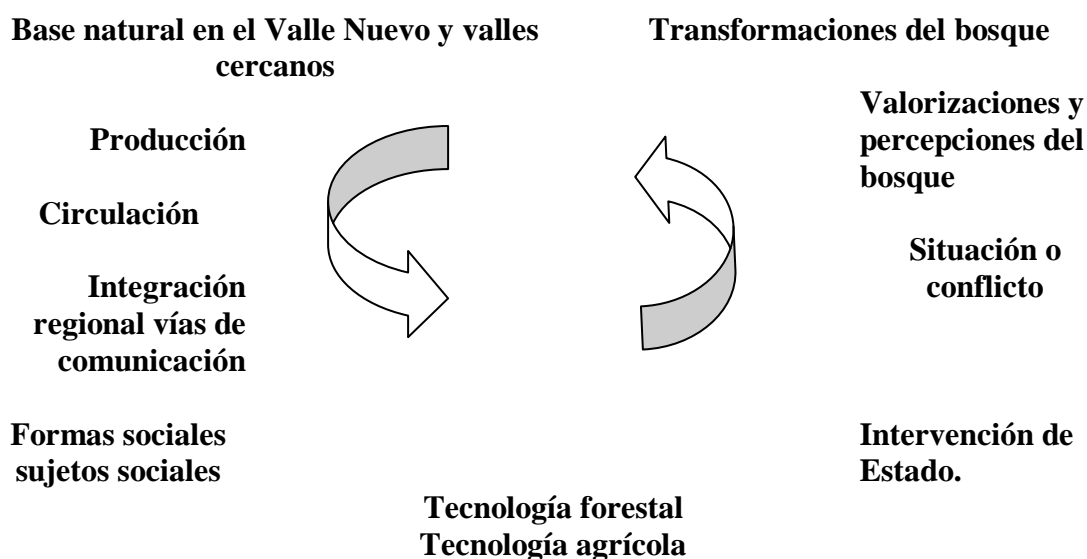 Base natural en el Valle Nuevo y valles
cercanos
Transformaciones del bosque
Producción
Circulación
Integración
regional vías de
comunicación
Formas sociales
sujetos sociales
Valorizaciones y
percepciones del
bosque
Situación o
conflicto
Intervención de
Estado.
Tecnología forestal
Tecnología agrícola